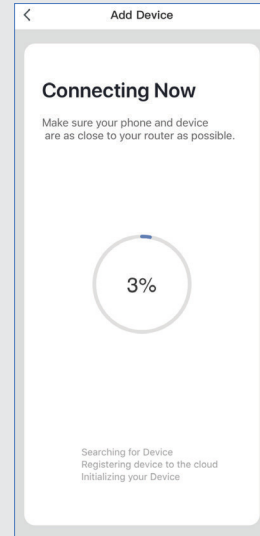 Add Device
Connecting Now
Make sure your phone and device
are as close to your router as possible.
3%
Searching for Device
Registering device to the cloud
Initializing your Device